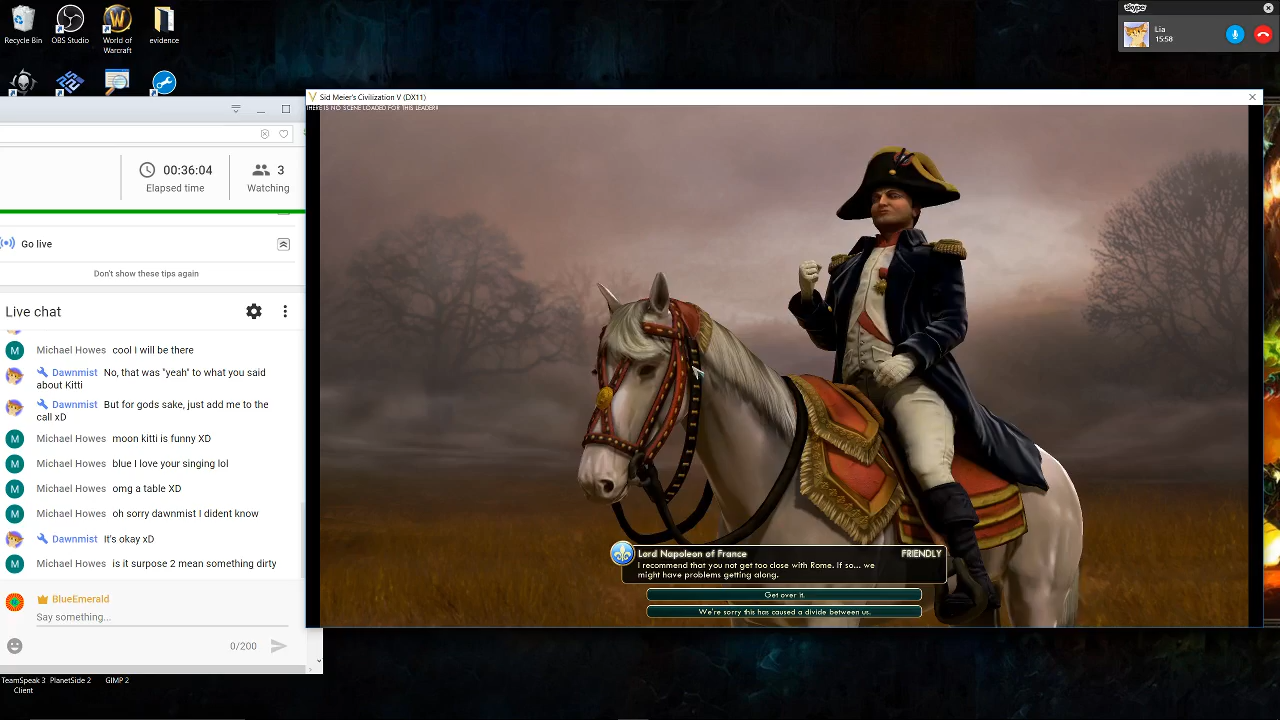 Recycle Bin
OBS Studio
World of
Warcraft
evidence
skype
Lia
15:58
Sid Meier's Civilization V (DX11)
THERE IS NO SCENE LOADED FOR THIS LEADER!!
00:36:04
Elapsed time
3
Watching
Go live
Don't show these tips again
Live chat
Michael Howes cool I will be there
Dawnmist No, that was "yeah" to what you said
about Kitti
Dawnmist But for gods sake, just add me to the
call xD
Michael Howes moon kitti is funny XD
Michael Howes blue I love your singing lol
Michael Howes omg a table XD
Michael Howes oh sorry dawnmist I dident know
Dawnmist It's okay xD
Michael Howes is it surpose 2 mean something dirty
BlueEmerald
Say something...
0/200
Lord Napoleon of France
FRIENDLY
I recommend that you not get too close with Rome. If so... we
might have problems getting along.
Get over it.
We're sorry this has caused a divide between us.
TeamSpeak 3
Client
PlanetSide 2
GIMP 2